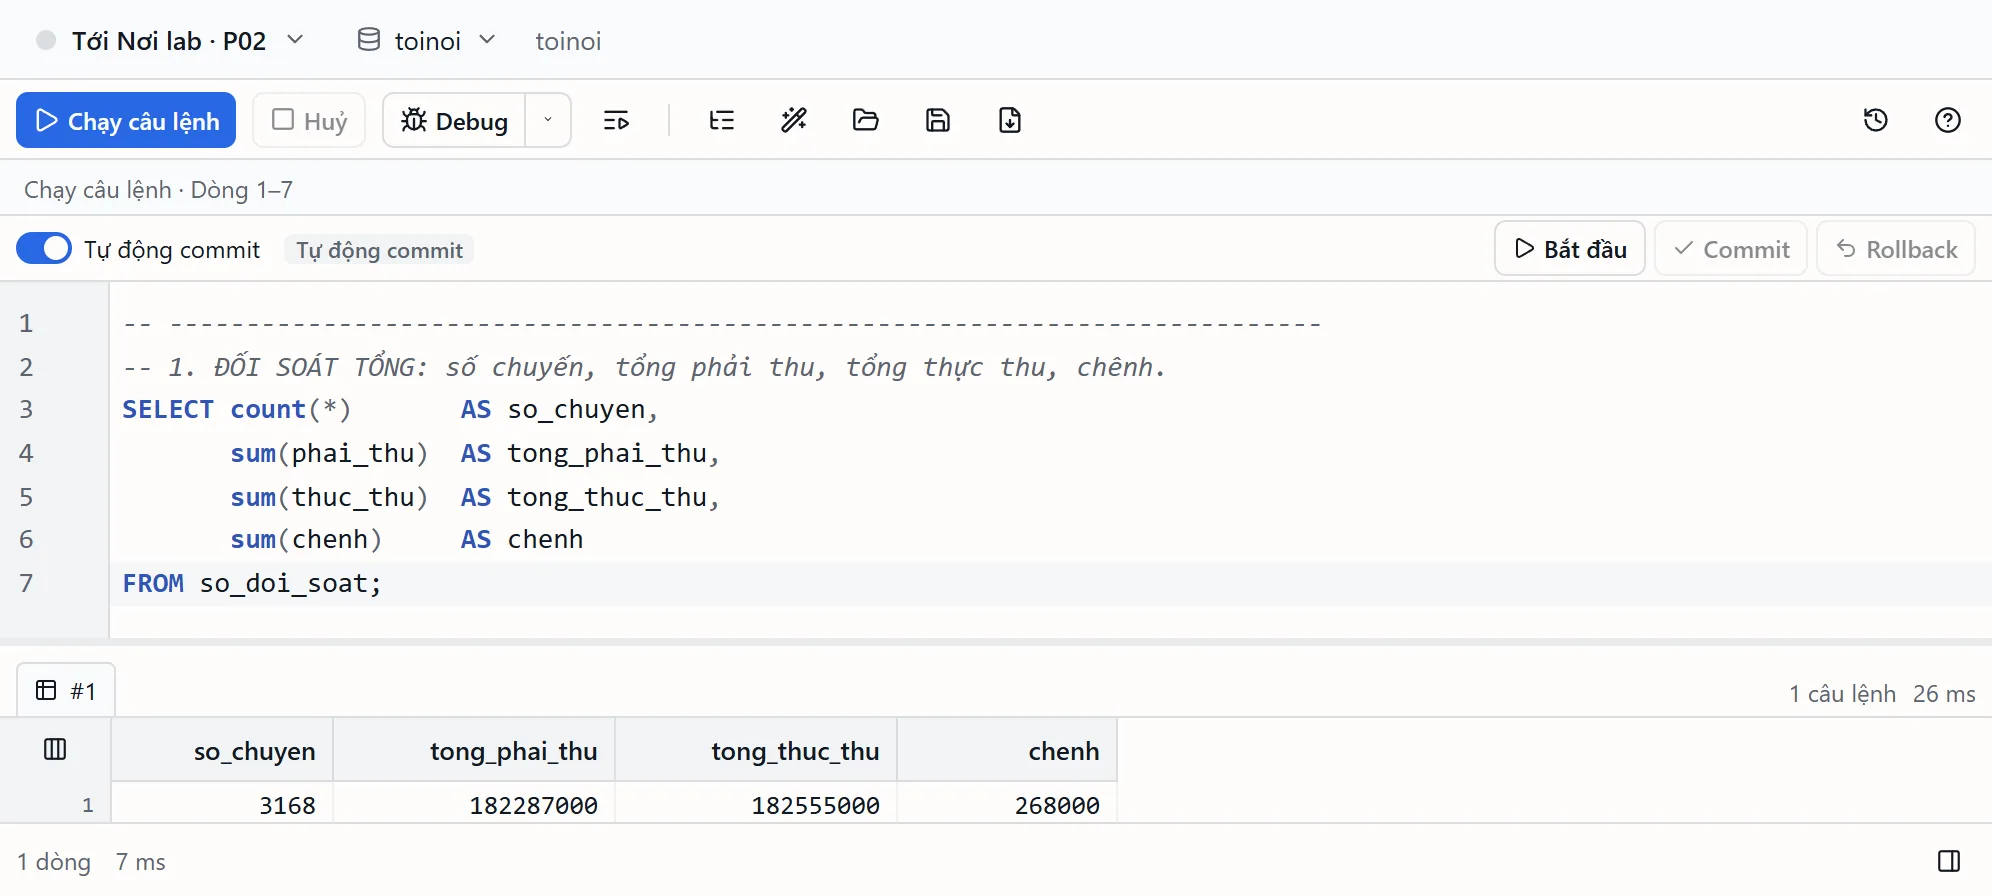 Tới Nơi lab · P02 toinoi toinoi
Chạy câu lệnh Huỷ Debug
Chạy câu lệnh · Dòng 1–7
Tự động commit Tự động commit Bắt đầu Commit Rollback
1 -- ---------------------------------------------------------------------------
2 -- 1. ĐỐI SOÁT TỔNG: số chuyến, tổng phải thu, tổng thực thu, chênh.
3 SELECT count(*) AS so_chuyen,
4 sum(phai_thu) AS tong_phai_thu,
5 sum(thuc_thu) AS tong_thuc_thu,
6 sum(chenh) AS chenh
7 FROM so_doi_soat;
#1 1 câu lệnh 26 ms
so_chuyen tong_phai_thu tong_thuc_thu chenh
1 3168 182287000 182555000 268000
1 dòng 7 ms